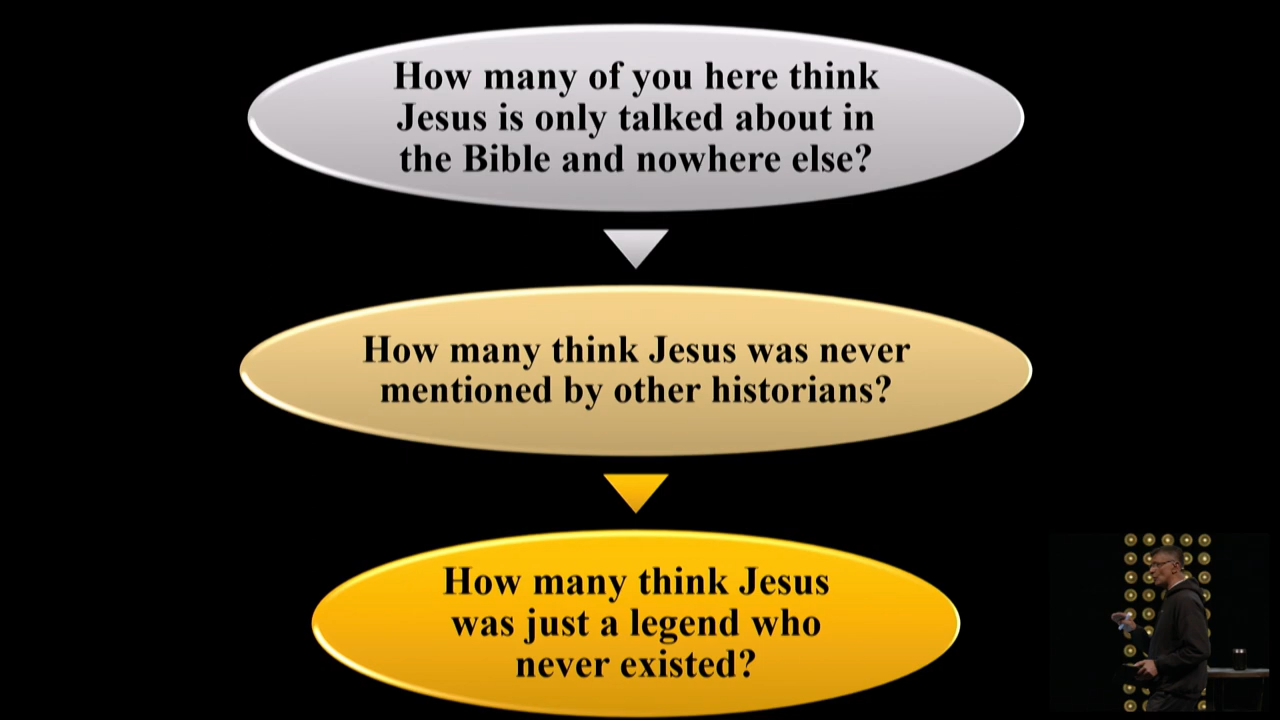 How many of you here think
Jesus is only talked about in
the Bible and nowhere else?
How many think Jesus was never
mentioned by other historians?
How many think Jesus
was just a legend who
never existed?